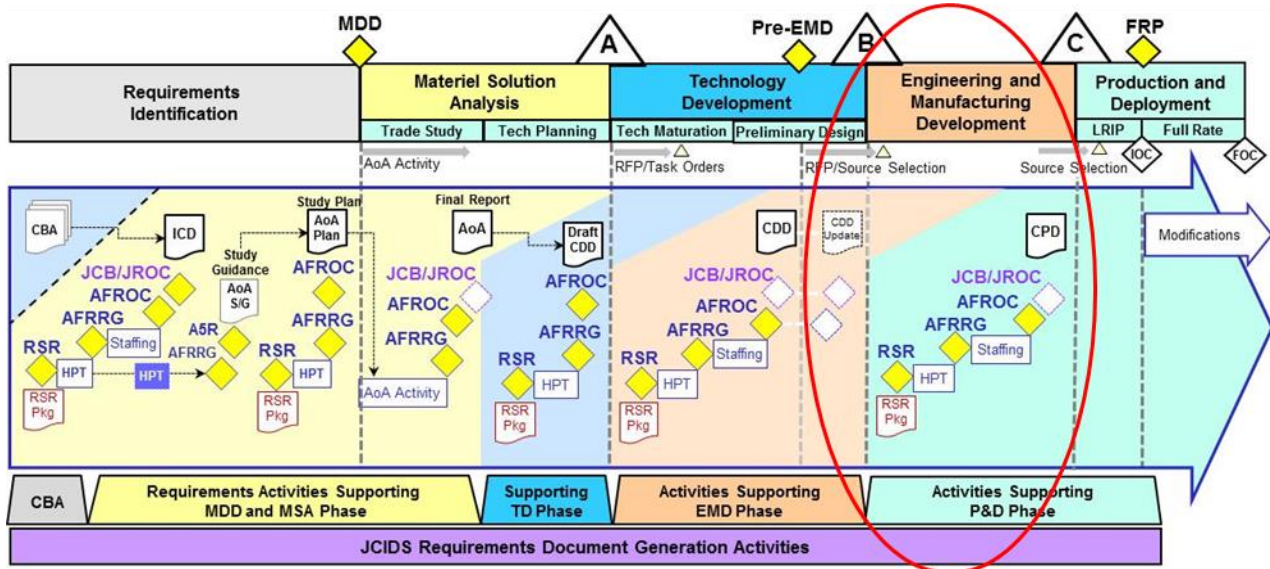 MDD
A
Pre-EMD
B
C
FRP
Requirements
Identification
Materiel Solution
Analysis
Trade Study
Tech Planning
Technology
Development
Tech Maturation
Preliminary Design
Engineering and
Manufacturing
Development
Production and
Deployment
LRIP
Full Rate
IOC
FOC
AoA Activity
RFP/Task Orders
RFP/Source Selection
Source Selection
CBA
ICD
Study
Guidance
AoA
S/G
Study Plan
AoA
Plan
Final Report
AoA
Draft
CDD
CDD
CDD
Update
CPD
Modifications
JCB/JROC
AFROC
AFRRG
Staffing
RSR
HPT
RSR
Pkg
HPT
A5R
AFRRG
AFROC
AFRRG
RSR
HPT
RSR
Pkg
JCB/JROC
AFROC
AFRRG
AoA Activity
AFROC
AFRRG
RSR
HPT
RSR
Pkg
JCB/JROC
AFROC
AFRRG
Staffing
RSR
HPT
RSR
Pkg
JCB/JROC
AFROC
AFRRG
Staffing
RSR
HPT
RSR
Pkg
CBA
Requirements Activities Supporting
MDD and MSA Phase
Supporting
TD Phase
Activities Supporting
EMD Phase
Activities Supporting
P&D Phase
JCIDS Requirements Document Generation Activities